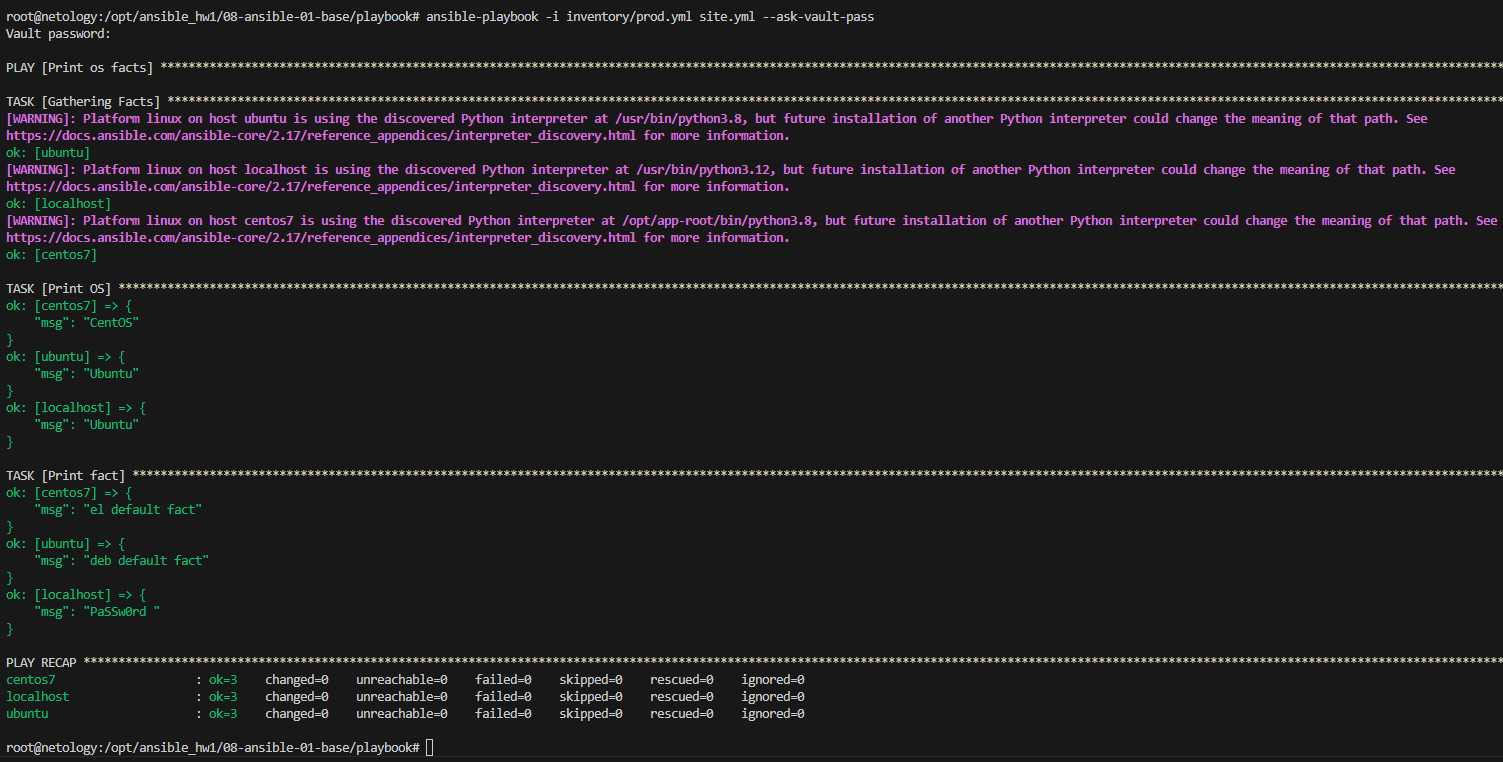 root@netology:/opt/ansible_hw1/08-ansible-01-base/playbook# ansible-playbook -i inventory/prod.yml site.yml --ask-vault-pass
Vault password:
PLAY [Print os facts] ****************************************************************************************************************************************************************************************************
TASK [Gathering Facts] ***************************************************************************************************************************************************************************************************
[WARNING]: Platform linux on host ubuntu is using the discovered Python interpreter at /usr/bin/python3.8, but future installation of another Python interpreter could change the meaning of that path. See
https://docs.ansible.com/ansible-core/2.17/reference_appendices/interpreter_discovery.html for more information.
ok: [ubuntu]
[WARNING]: Platform linux on host localhost is using the discovered Python interpreter at /usr/bin/python3.12, but future installation of another Python interpreter could change the meaning of that path. See
https://docs.ansible.com/ansible-core/2.17/reference_appendices/interpreter_discovery.html for more information.
ok: [localhost]
[WARNING]: Platform linux on host centos7 is using the discovered Python interpreter at /opt/app-root/bin/python3.8, but future installation of another Python interpreter could change the meaning of that path. See
https://docs.ansible.com/ansible-core/2.17/reference_appendices/interpreter_discovery.html for more information.
ok: [centos7]
TASK [Print OS] **********************************************************************************************************************************************************************************************************
ok: [centos7] => {
    "msg": "CentOS"
}
ok: [ubuntu] => {
    "msg": "Ubuntu"
}
ok: [localhost] => {
    "msg": "Ubuntu"
}
TASK [Print fact] ********************************************************************************************************************************************************************************************************
ok: [centos7] => {
    "msg": "el default fact"
}
ok: [ubuntu] => {
    "msg": "deb default fact"
}
ok: [localhost] => {
    "msg": "PaSSw0rd "
}
PLAY RECAP ***************************************************************************************************************************************************************************************************************
centos7                    : ok=3    changed=0    unreachable=0    failed=0    skipped=0    rescued=0    ignored=0
localhost                  : ok=3    changed=0    unreachable=0    failed=0    skipped=0    rescued=0    ignored=0
ubuntu                     : ok=3    changed=0    unreachable=0    failed=0    skipped=0    rescued=0    ignored=0
root@netology:/opt/ansible_hw1/08-ansible-01-base/playbook#